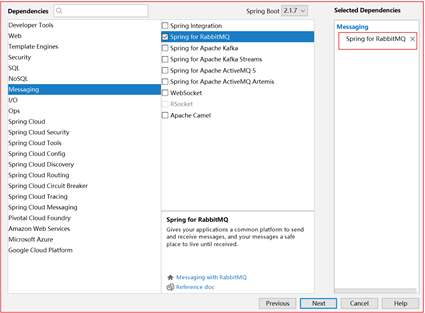 Dependencies
Spring Boot 2.1.7
Selected Dependencies
Developer Tools
Web
Template Engines
Security
SQL
NoSQL
Messaging
I/O
Ops
Spring Cloud
Spring Cloud Security
Spring Cloud Tools
Spring Cloud Config
Spring Cloud Discovery
Spring Cloud Routing
Spring Cloud Circuit Breaker
Spring Cloud Tracing
Spring Cloud Messaging
Pivotal Cloud Foundry
Amazon Web Services
Microsoft Azure
Google Cloud Platform
Spring Integration
Spring for RabbitMQ
Spring for Apache Kafka
Spring for Apache Kafka Streams
Spring for Apache ActiveMQ 5
Spring for Apache ActiveMQ Artemis
WebSocket
RSocket
Apache Camel
Spring for RabbitMQ
Gives your applications a common platform to send
and receive messages, and your messages a safe
place to live until received.
Messaging with RabbitMQ
Reference doc
Messaging
Spring for RabbitMQ ×
Previous Next Cancel Help